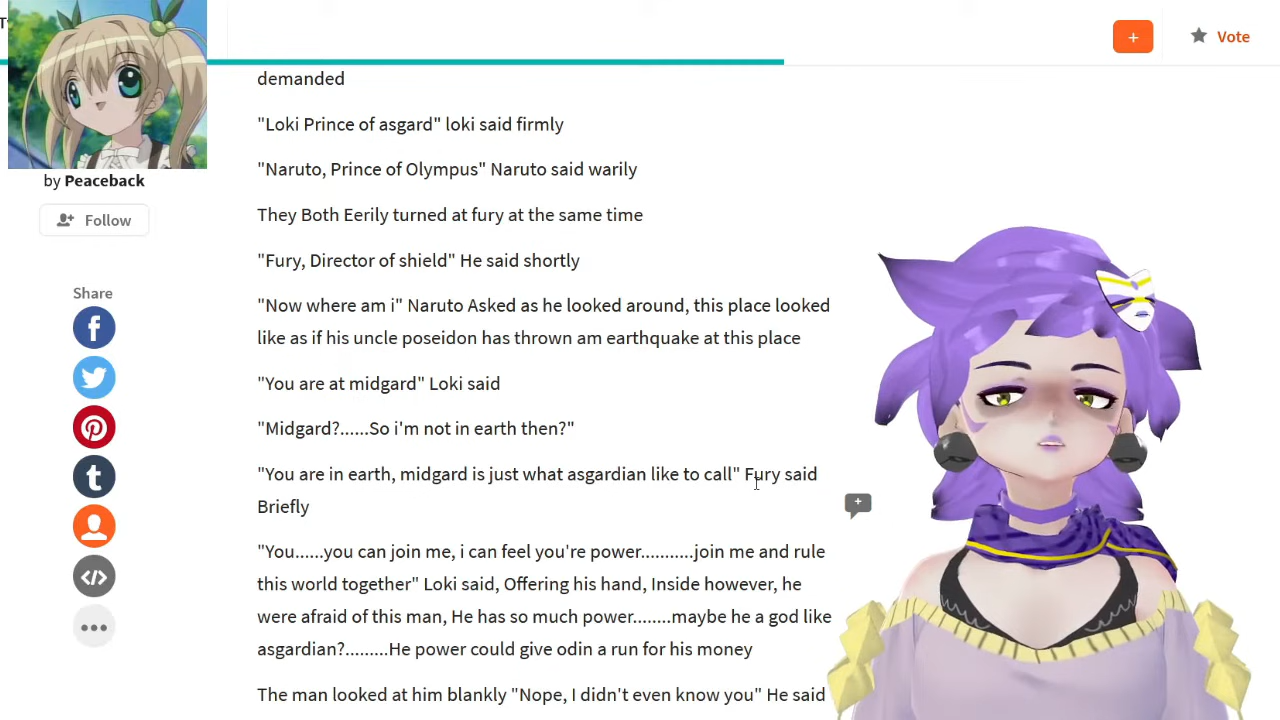 T
+
Vote
demanded
"Loki Prince of asgard" loki said firmly
"Naruto, Prince of Olympus" Naruto said warily
by Peaceback
Follow
They Both Eerily turned at fury at the same time
"Fury, Director of shield" He said shortly
Share
"Now where am i" Naruto Asked as he looked around, this place looked
like as if his uncle poseidon has thrown am earthquake at this place
"You are at midgard" Loki said
"Midgard?......So i'm not in earth then?"
"You are in earth, midgard is just what asgardian like to call" Fury said
Briefly
"You......you can join me, i can feel you're power...........join me and rule
this world together" Loki said, Offering his hand, Inside however, he
were afraid of this man, He has so much power........maybe he a god like
asgardian?.........He power could give odin a run for his money
The man looked at him blankly "Nope, I didn't even know you" He said